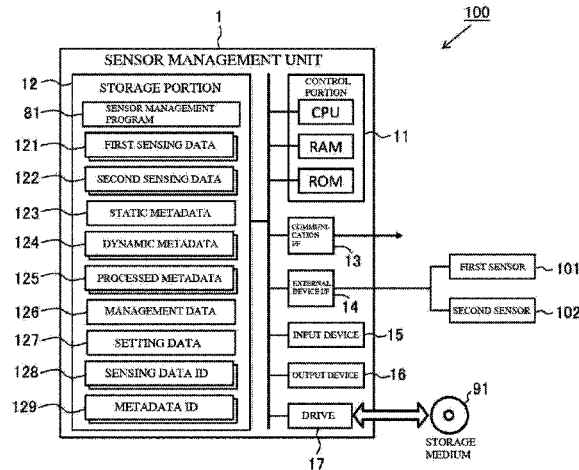 100
1
SENSOR MANAGEMENT UNIT
12
STORAGE PORTION
81
SENSOR MANAGEMENT
PROGRAM
121
FIRST SENSING DATA
122
SECOND SENSING DATA
123
STATIC METADATA
124
DYNAMIC METADATA
125
PROCESSED METADATA
126
MANAGEMENT DATA
127
SETTING DATA
128
SENSING DATA ID
129
METADATA ID
CONTROL
PORTION
CPU
RAM
ROM
11
COMMUNI-
CATION
I/F
13
EXTERNAL
DEVICE I/F
14
INPUT DEVICE
15
OUTPUT DEVICE
16
DRIVE
17
FIRST SENSOR
101
SECOND SENSOR
102
91
STORAGE
MEDIUM